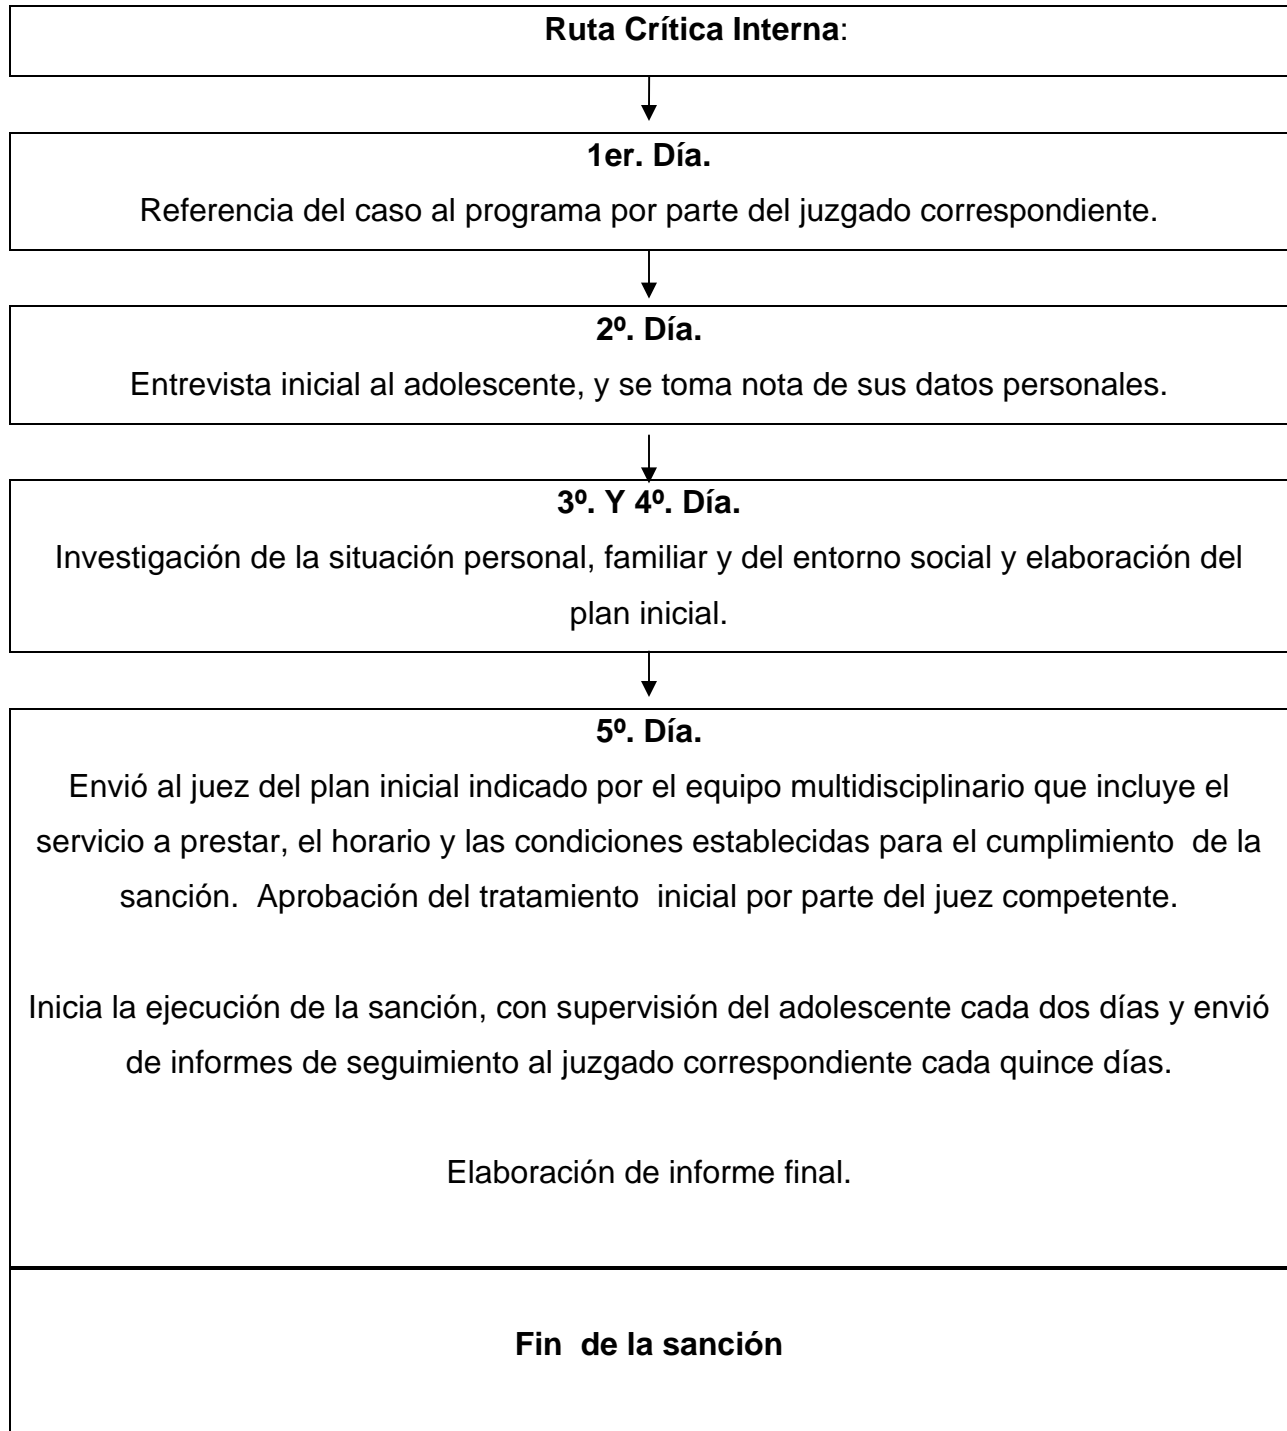 Ruta Crítica Interna:
1er. Día.
Referencia del caso al programa por parte del juzgado correspondiente.
2º. Día.
Entrevista inicial al adolescente, y se toma nota de sus datos personales.
3º. Y 4º. Día.
Investigación de la situación personal, familiar y del entorno social y elaboración del
plan inicial.
5º. Día.
Envió al juez del plan inicial indicado por el equipo multidisciplinario que incluye el
servicio a prestar, el horario y las condiciones establecidas para el cumplimiento  de la
sanción.  Aprobación del tratamiento  inicial por parte del juez competente.
Inicia la ejecución de la sanción, con supervisión del adolescente cada dos días y envió
de informes de seguimiento al juzgado correspondiente cada quince días.
Elaboración de informe final.
Fin  de la sanción